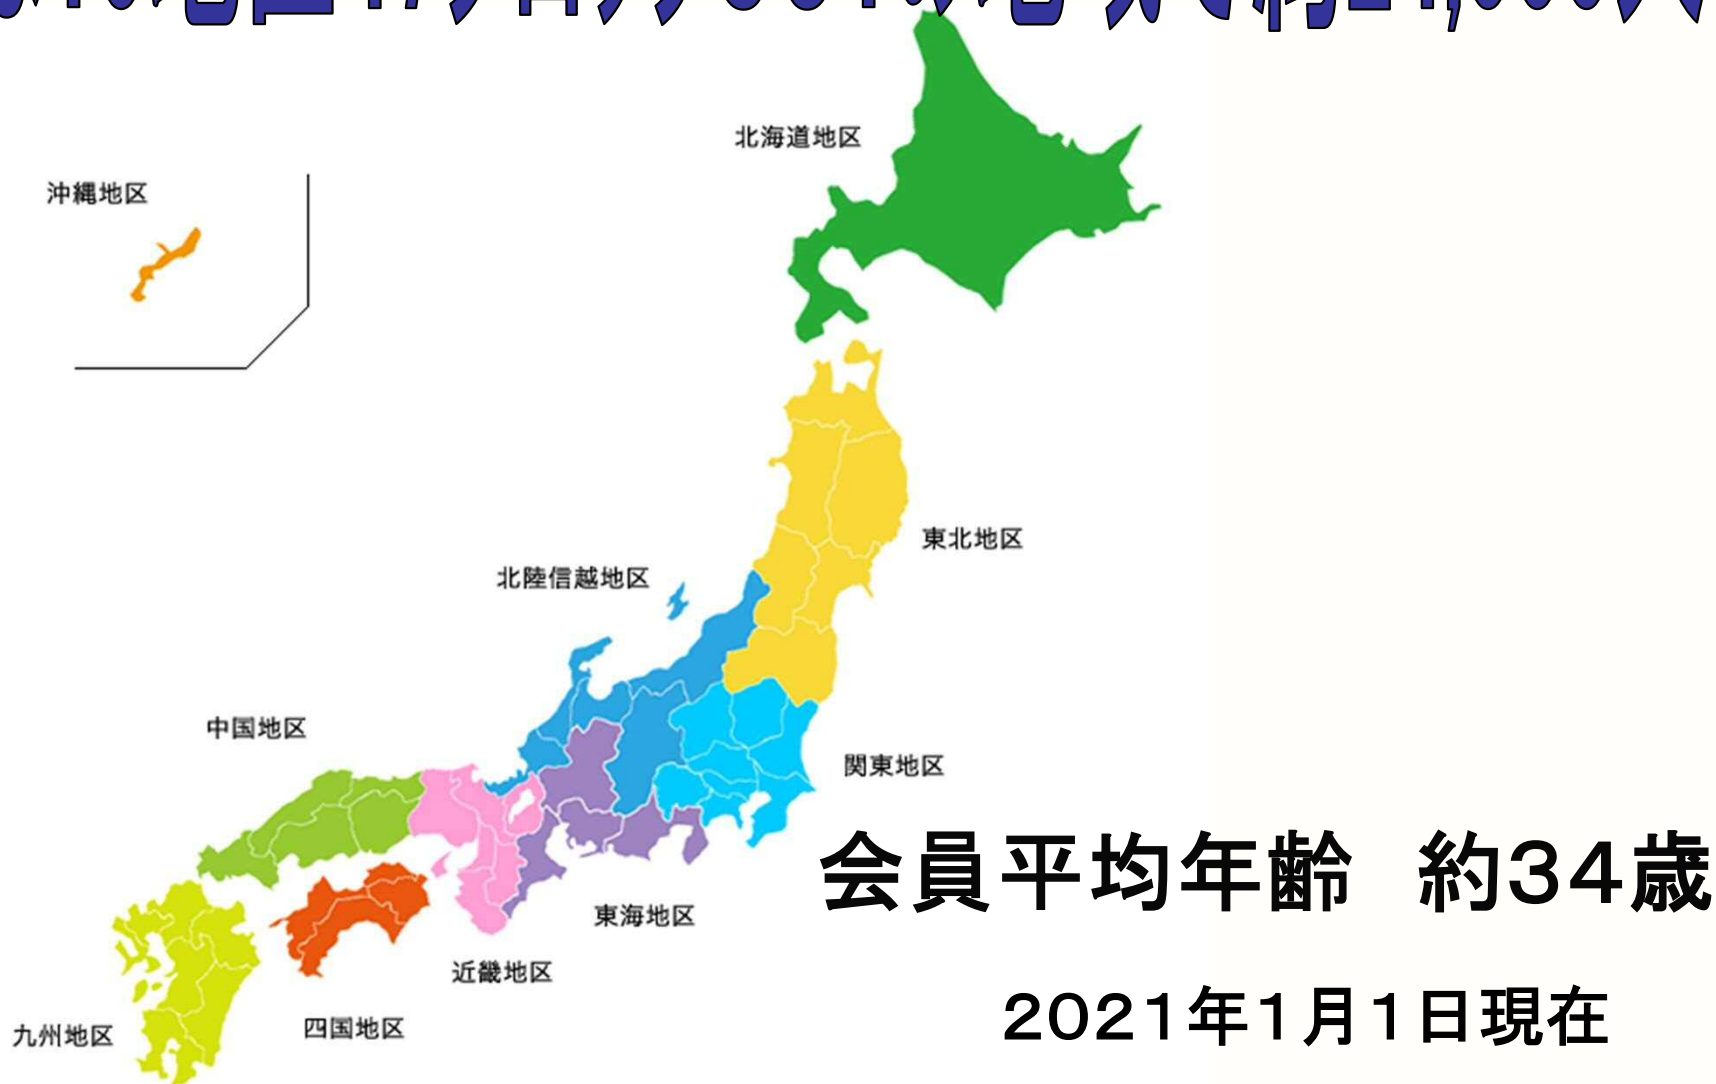 北海道地区
沖縄地区
東北地区
北陸信越地区
中国地区
関東地区
会員平均年齢　約34歳
東海地区
近畿地区
2021年1月1日現在
四国地区
九州地区